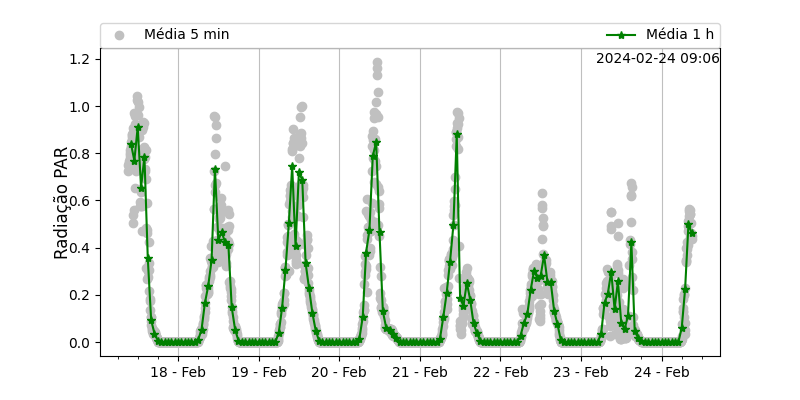 Média 5 min Média 1 h
2024-02-24 09:06
Radiação PAR
1.2
1.0
0.8
0.6
0.4
0.2
0.0
18 - Feb 19 - Feb 20 - Feb 21 - Feb 22 - Feb 23 - Feb 24 - Feb